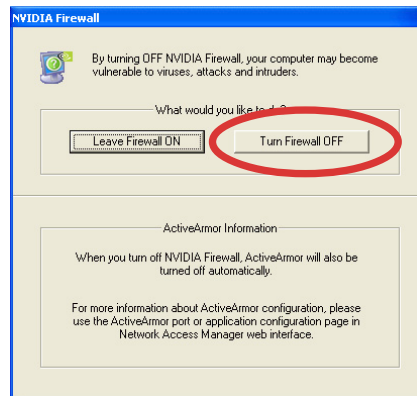 NVIDIA Firewall
By turning OFF NVIDIA Firewall, your computer may become
vulnerable to viruses, attacks and intruders.
What would you like to do?
Leave Firewall ON
Turn Firewall OFF
ActiveArmor Information
When you turn off NVIDIA Firewall, ActiveArmor will also be
turned off automatically.
For more information about ActiveArmor configuration, please
use the ActiveArmor port or application configuration page in
Network Access Manager web interface.